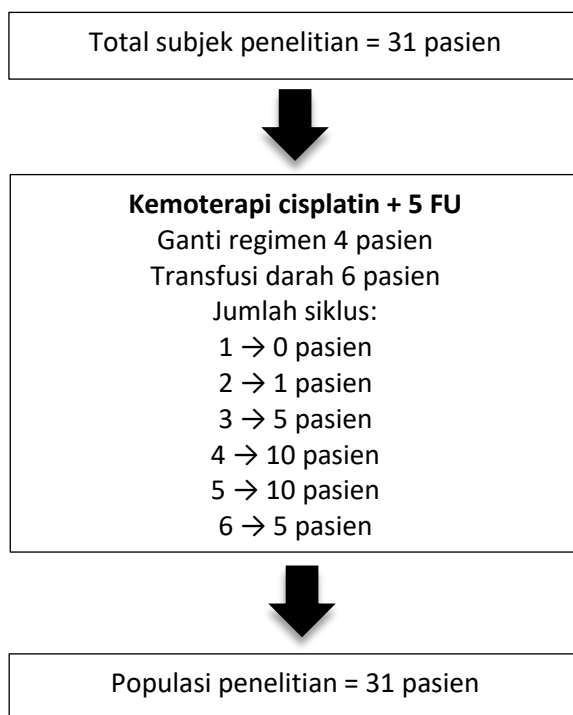 Total subjek penelitian = 31 pasien
Kemoterapi cisplatin + 5 FU
Ganti regimen 4 pasien
Transfusi darah 6 pasien
Jumlah siklus:
1 → 0 pasien
2 → 1 pasien
3 → 5 pasien
4 → 10 pasien
5 → 10 pasien
6 → 5 pasien
Populasi penelitian = 31 pasien